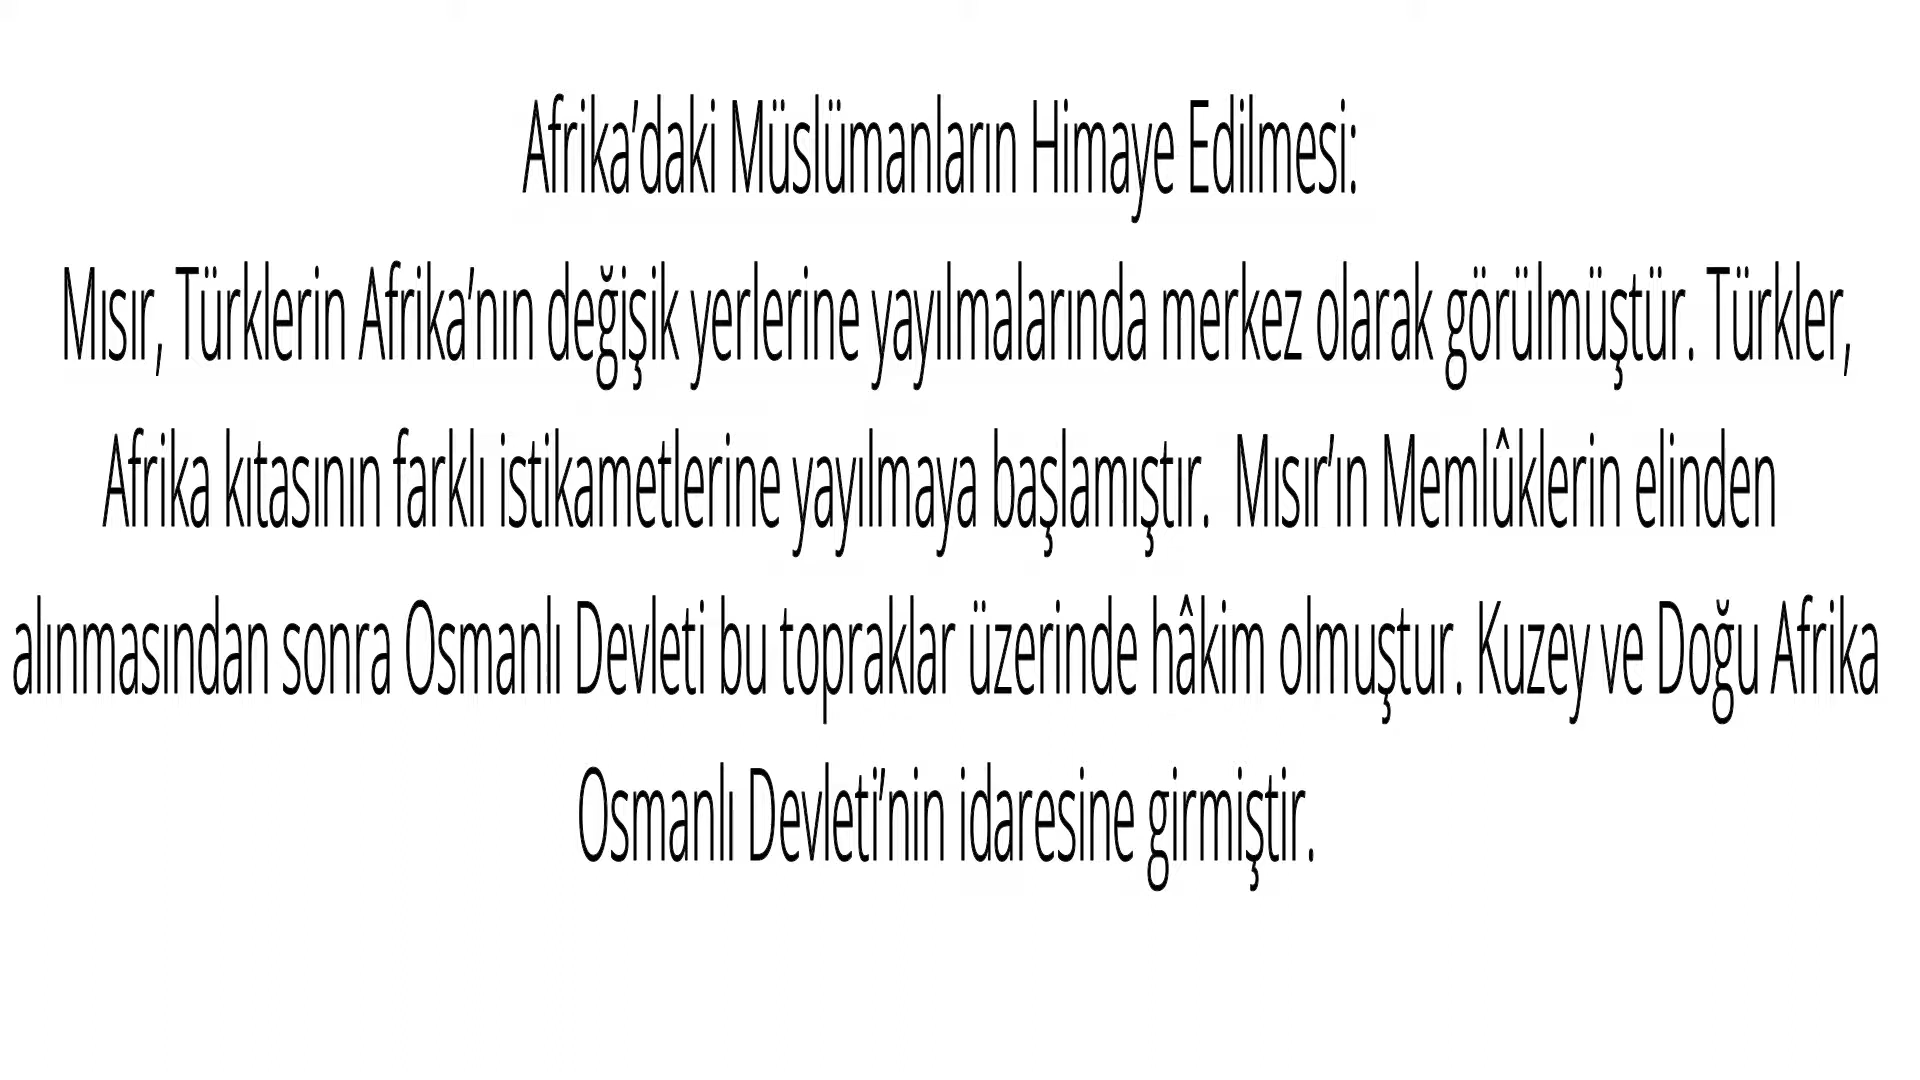 Afrika’daki Müslümanların Himaye Edilmesi:
Mısır, Türklerin Afrika’nın değişik yerlerine yayılmalarında merkez olarak görülmüştür. Türkler,
Afrika kıtasının farklı istikametlerine yayılmaya başlamıştır.  Mısır’ın Memlûklerin elinden
alınmasından sonra Osmanlı Devleti bu topraklar üzerinde hâkim olmuştur. Kuzey ve Doğu Afrika
Osmanlı Devleti’nin idaresine girmiştir.